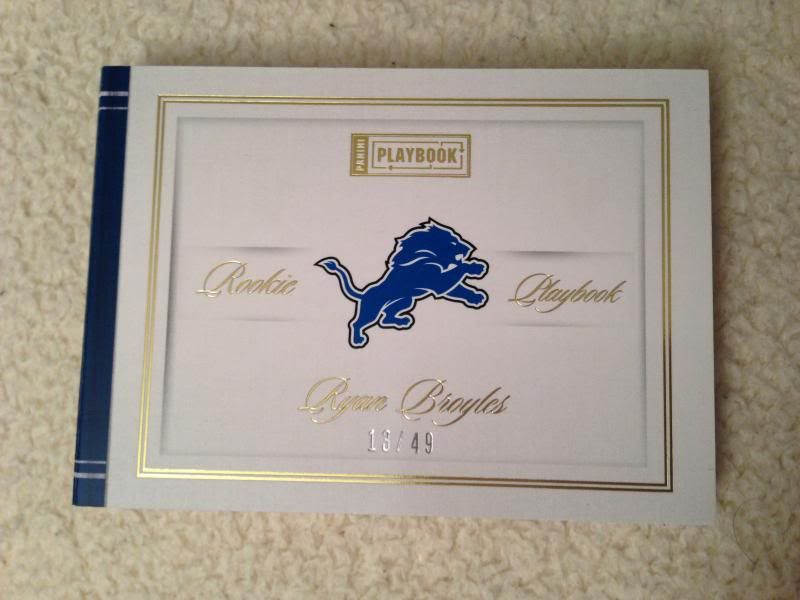 PANINI PLAYBOOK
Rookie Playbook
Ryan Broyles
13/49